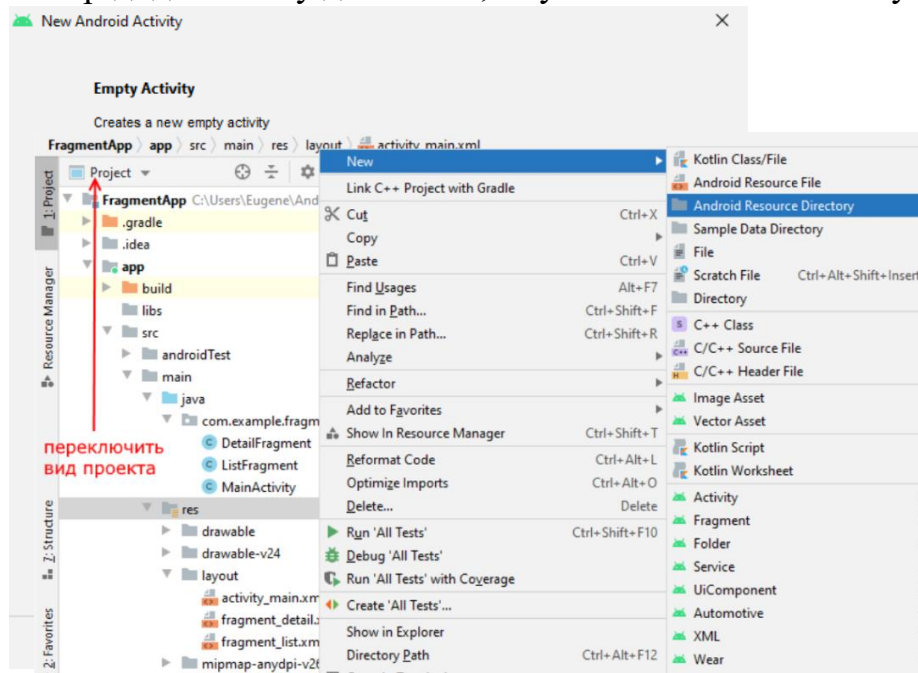 New Android Activity
Empty Activity
Creates a new empty activity
FragmentApp app src main res layout activity_main.xml
1: Project
Resource Manager
Z: Structure
2: Favorites
Project
FragmentApp C:\Users\Eugene\And
.gradle
.idea
app
build
libs
src
androidTest
main
java
com.example.fragm
DetailFragment
ListFragment
MainActivity
res
drawable
drawable-v24
layout
activity_main.xm
fragment_detail.x
fragment_list.xm
mipmap-anydpi-v26
переключить
вид проекта
New
Link C++ Project with Gradle
Cut Ctrl+X
Copy
Paste Ctrl+V
Find Usages Alt+F7
Find in Path... Ctrl+Shift+F
Replace in Path... Ctrl+Shift+R
Analyze
Refactor
Add to Favorites
Show In Resource Manager Ctrl+Shift+T
Reformat Code Ctrl+Alt+L
Optimize Imports Ctrl+Alt+O
Delete... Delete
Run 'All Tests' Ctrl+Shift+F10
Debug 'All Tests'
Run 'All Tests' with Coverage
Create 'All Tests'...
Show in Explorer
Directory Path Ctrl+Alt+F12
Kotlin Class/File
Android Resource File
Android Resource Directory
Sample Data Directory
File
Scratch File Ctrl+Alt+Shift+Insert
Directory
C++ Class
C/C++ Source File
C/C++ Header File
Image Asset
Vector Asset
Kotlin Script
Kotlin Worksheet
Activity
Fragment
Folder
Service
UiComponent
Automotive
XML
Wear